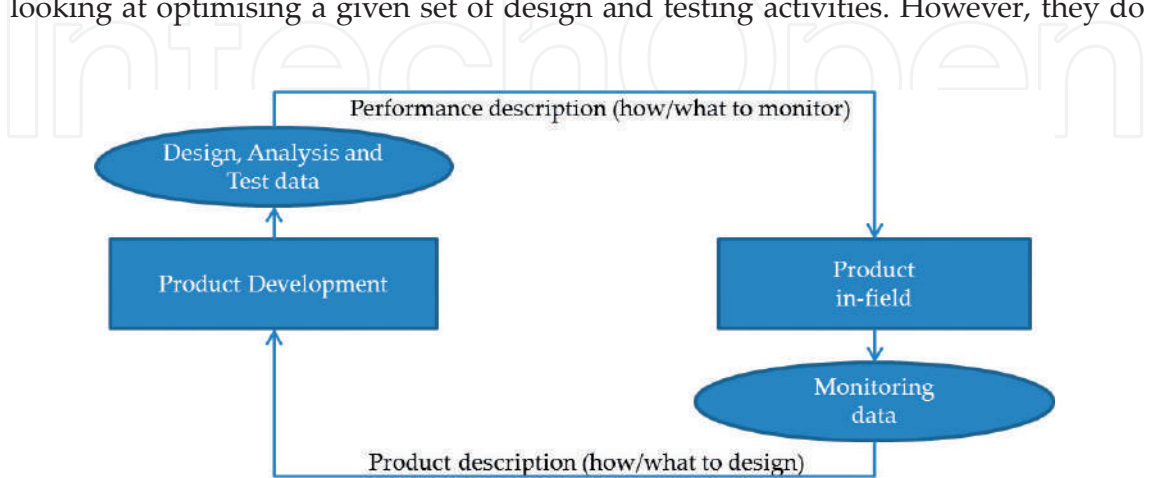 looking at optimising a given set of design and testing activities. However, they do
IntechOpen
Performance description (how/what to monitor)
Design, Analysis and
Test data
Product Development
Product
in-field
Monitoring
data
Product description (how/what to design)